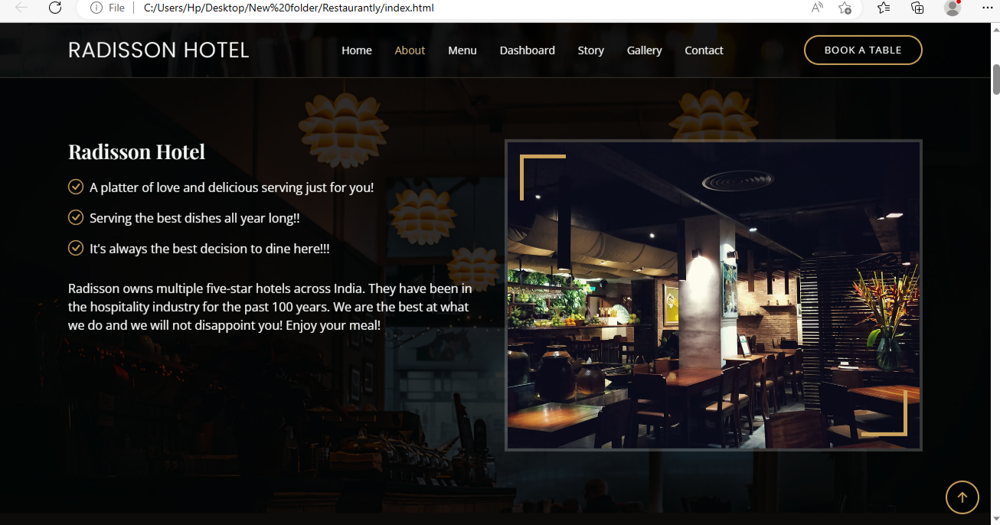 File
C:/Users/Hp/Desktop/New%20folder/Restaurantly/index.html
RADISSON HOTEL
Home
About
Menu
Dashboard
Story
Gallery
Contact
BOOK A TABLE
Radisson Hotel
A platter of love and delicious serving just for you!
Serving the best dishes all year long!!
It's always the best decision to dine here!!!
Radisson owns multiple five-star hotels across India. They have been in
the hospitality industry for the past 100 years. We are the best at what
we do and we will not disappoint you! Enjoy your meal!